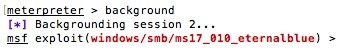 meterpreter > background
[*] Backgrounding session 2...
msf exploit(windows/smb/ms17_010_eternalblue) >